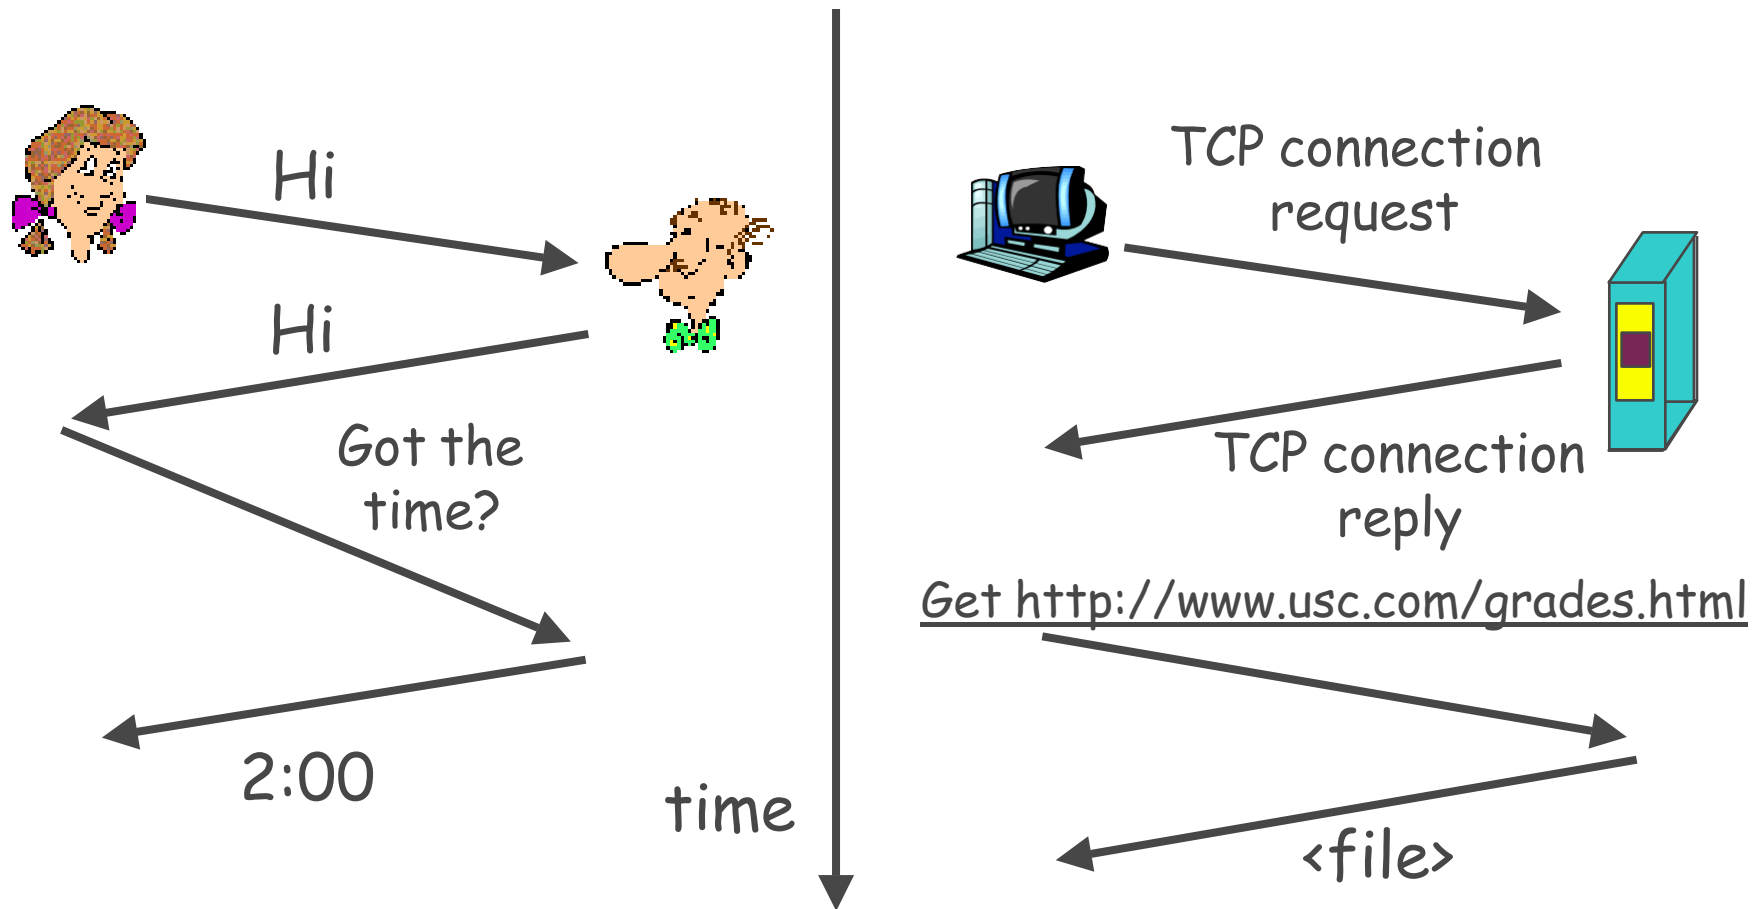 Hi
Hi
Got the
time?
2:00
time
TCP connection
request
TCP connection
reply
Get http://www.usc.com/grades.html
<file>